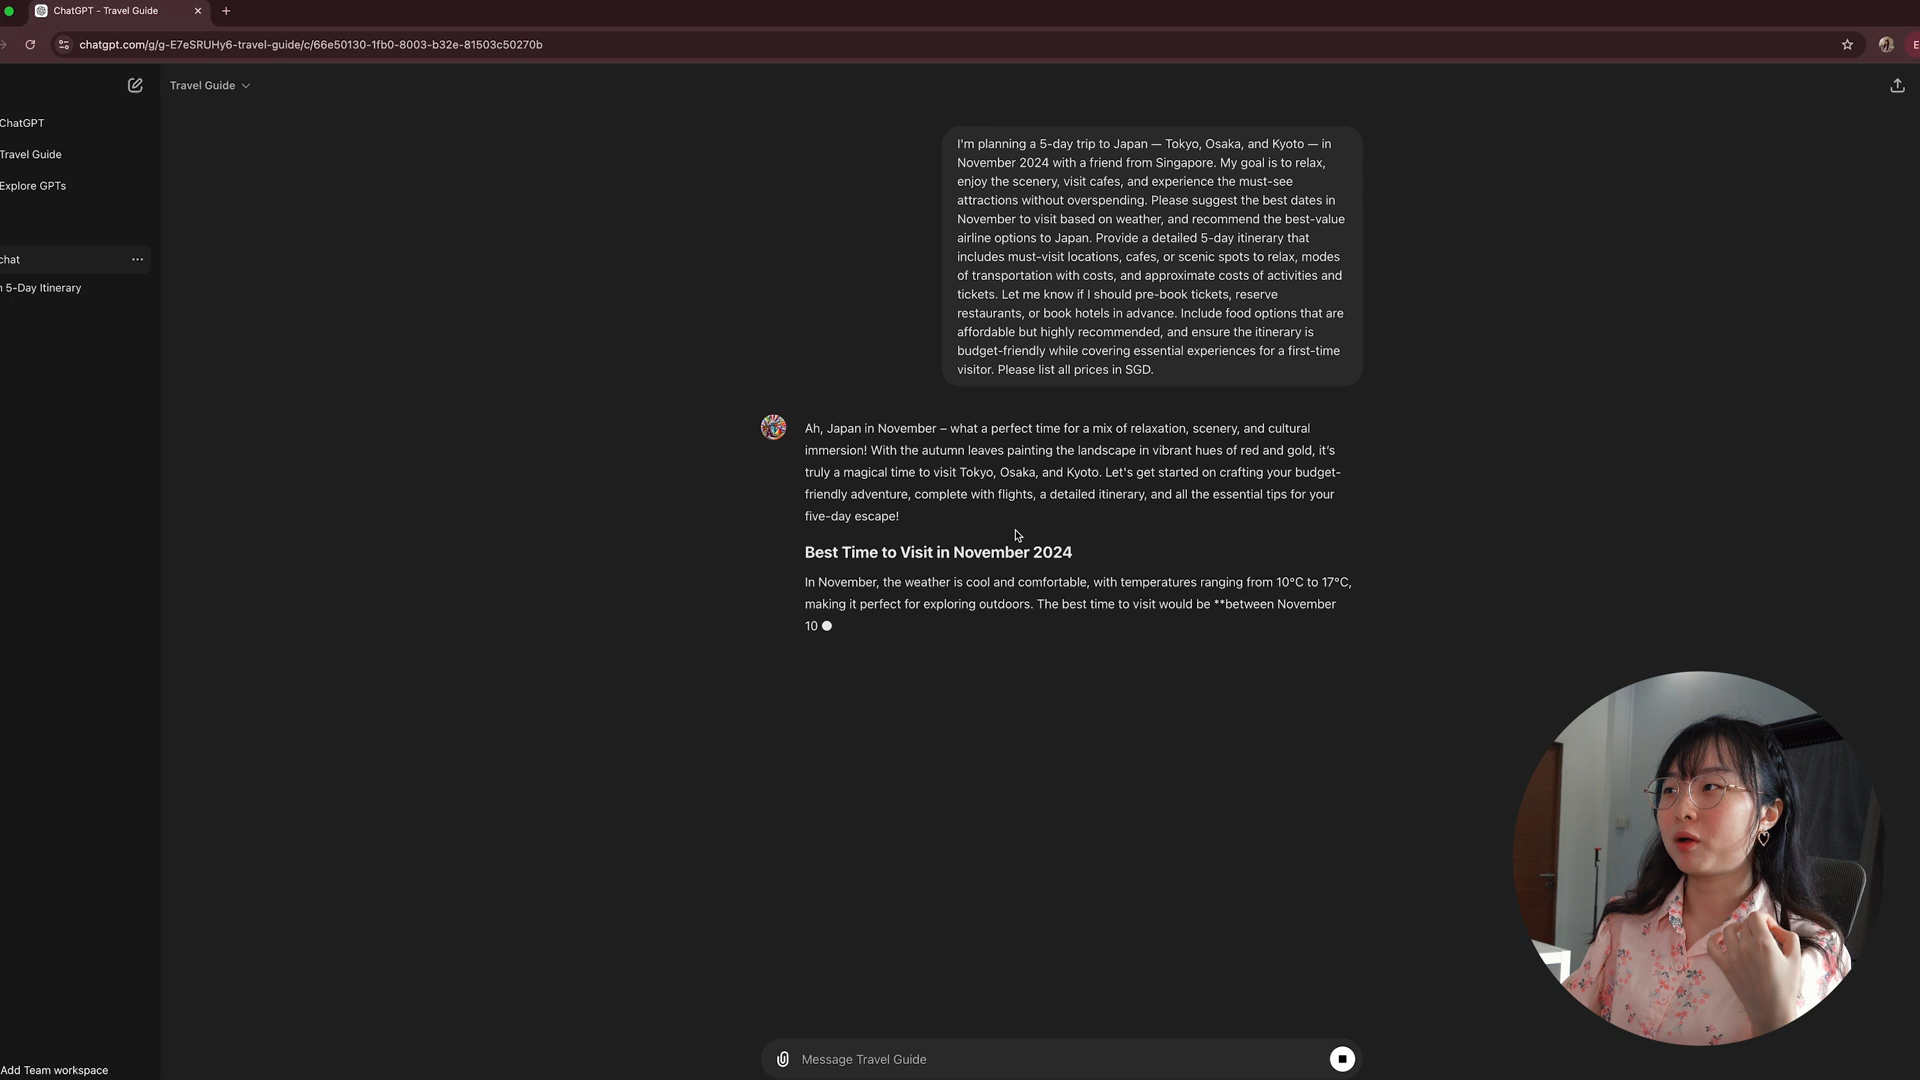 ChatGPT - Travel Guide
chatgpt.com/g/g-E7eSRUHy6-travel-guide/c/66e50130-1fb0-8003-b32e-81503c50270b
E
Travel Guide
ChatGPT
Travel Guide
Explore GPTs
chat
n 5-Day Itinerary
I'm planning a 5-day trip to Japan — Tokyo, Osaka, and Kyoto — in
November 2024 with a friend from Singapore. My goal is to relax,
enjoy the scenery, visit cafes, and experience the must-see
attractions without overspending. Please suggest the best dates in
November to visit based on weather, and recommend the best-value
airline options to Japan. Provide a detailed 5-day itinerary that
includes must-visit locations, cafes, or scenic spots to relax, modes
of transportation with costs, and approximate costs of activities and
tickets. Let me know if I should pre-book tickets, reserve
restaurants, or book hotels in advance. Include food options that are
affordable but highly recommended, and ensure the itinerary is
budget-friendly while covering essential experiences for a first-time
visitor. Please list all prices in SGD.
Ah, Japan in November – what a perfect time for a mix of relaxation, scenery, and cultural
immersion! With the autumn leaves painting the landscape in vibrant hues of red and gold, it’s
truly a magical time to visit Tokyo, Osaka, and Kyoto. Let's get started on crafting your budget-
friendly adventure, complete with flights, a detailed itinerary, and all the essential tips for your
five-day escape!
Best Time to Visit in November 2024
In November, the weather is cool and comfortable, with temperatures ranging from 10°C to 17°C,
making it perfect for exploring outdoors. The best time to visit would be **between November
10
Message Travel Guide
Add Team workspace